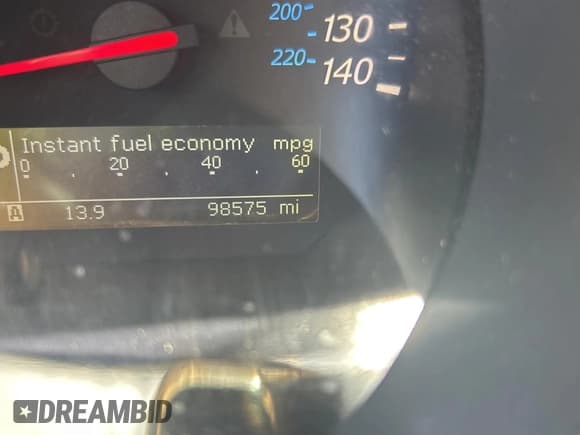 200-
- 130 -
220-
140
Instant fuel economy mpg
0 . 20 . 40 . 60
13.9 98575 mi
DREAMBID